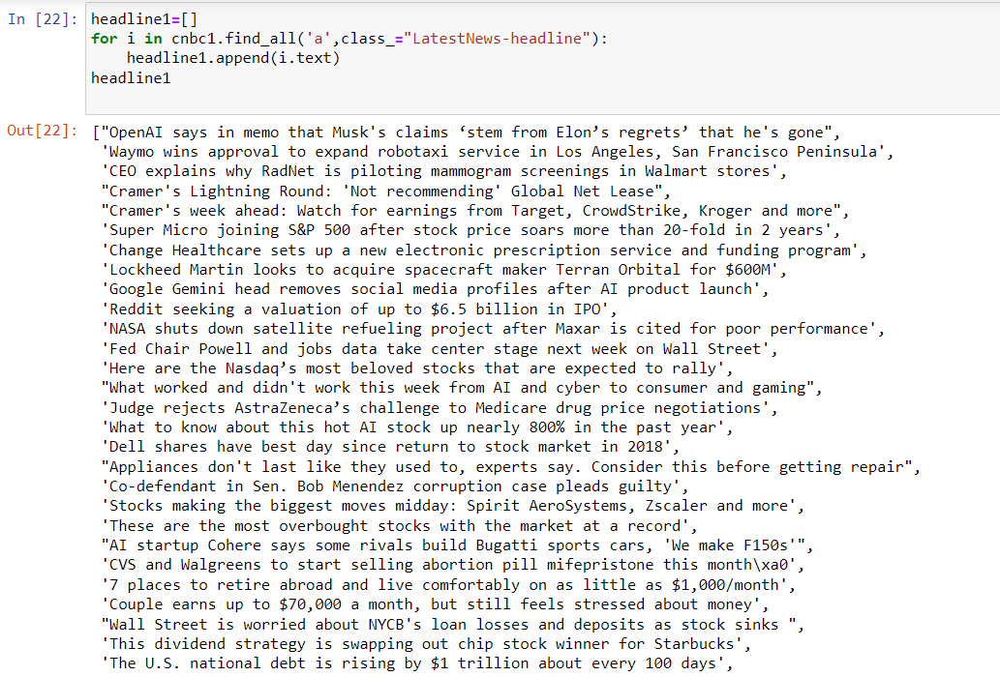 In [22]: headline1=[]
for i in cnbc1.find_all('a',class_="LatestNews-headline"):
    headline1.append(i.text)
headline1
Out[22]: ["OpenAI says in memo that Musk's claims ‘stem from Elon’s regrets’ that he's gone",
'Waymo wins approval to expand robotaxi service in Los Angeles, San Francisco Peninsula',
'CEO explains why RadNet is piloting mammogram screenings in Walmart stores',
"Cramer's Lightning Round: 'Not recommending' Global Net Lease",
"Cramer's week ahead: Watch for earnings from Target, CrowdStrike, Kroger and more",
'Super Micro joining S&P 500 after stock price soars more than 20-fold in 2 years',
'Change Healthcare sets up a new electronic prescription service and funding program',
'Lockheed Martin looks to acquire spacecraft maker Terran Orbital for $600M',
'Google Gemini head removes social media profiles after AI product launch',
'Reddit seeking a valuation of up to $6.5 billion in IPO',
'NASA shuts down satellite refueling project after Maxar is cited for poor performance',
'Fed Chair Powell and jobs data take center stage next week on Wall Street',
'Here are the Nasdaq’s most beloved stocks that are expected to rally',
"What worked and didn't work this week from AI and cyber to consumer and gaming",
'Judge rejects AstraZeneca’s challenge to Medicare drug price negotiations',
'What to know about this hot AI stock up nearly 800% in the past year',
'Dell shares have best day since return to stock market in 2018',
"Appliances don't last like they used to, experts say. Consider this before getting repair",
'Co-defendant in Sen. Bob Menendez corruption case pleads guilty',
'Stocks making the biggest moves midday: Spirit AeroSystems, Zscaler and more',
'These are the most overbought stocks with the market at a record',
"AI startup Cohere says some rivals build Bugatti sports cars, 'We make F150s'",
'CVS and Walgreens to start selling abortion pill mifepristone this month\xa0',
'7 places to retire abroad and live comfortably on as little as $1,000/month',
'Couple earns up to $70,000 a month, but still feels stressed about money',
"Wall Street is worried about NYCB's loan losses and deposits as stock sinks ",
'This dividend strategy is swapping out chip stock winner for Starbucks',
'The U.S. national debt is rising by $1 trillion about every 100 days',